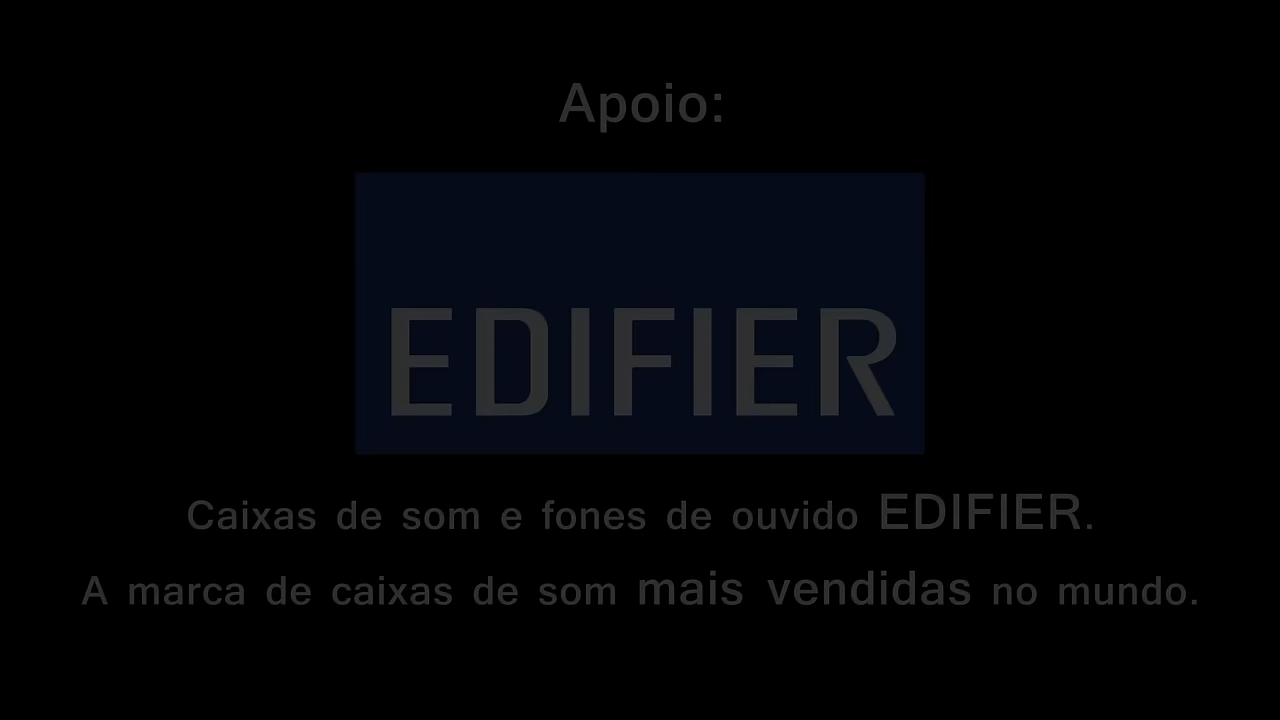 Apoio:
EDIFIER
Caixas de som e fones de ouvido EDIFIER.
A marca de caixas de som mais vendidas no mundo.